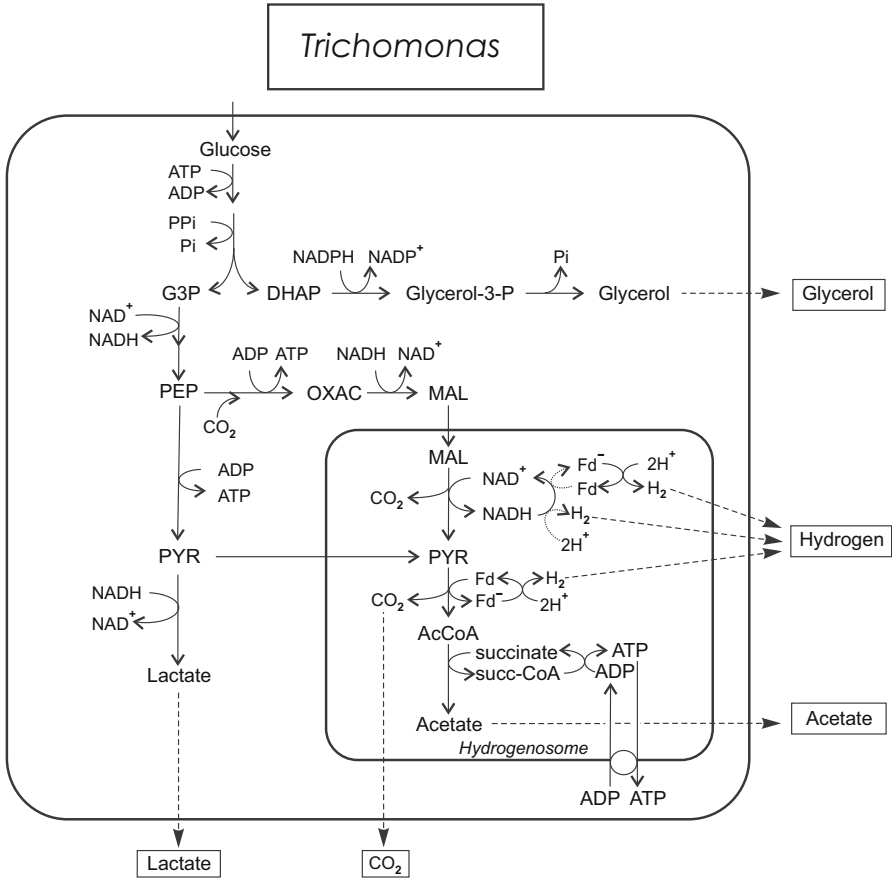 Trichomonas
Glucose
ATP
ADP
PPi
Pi
NADPH NADP⁺
Pi
G3P
DHAP
Glycerol-3-P
Glycerol
Glycerol
NAD⁺
NADH
ADP ATP
NADH NAD⁺
PEP
OXAC
MAL
CO₂
MAL
ADP
ATP
CO₂
NAD⁺
NADH
Fd⁻
Fd
2H⁺
H₂
H₂
2H⁺
Hydrogen
PYR
PYR
NADH
NAD⁺
CO₂
Fd
Fd⁻
H₂
2H⁺
AcCoA
succinate
succ-CoA
ATP
ADP
Lactate
Acetate
Acetate
Hydrogenosome
ADP ATP
Lactate
CO₂